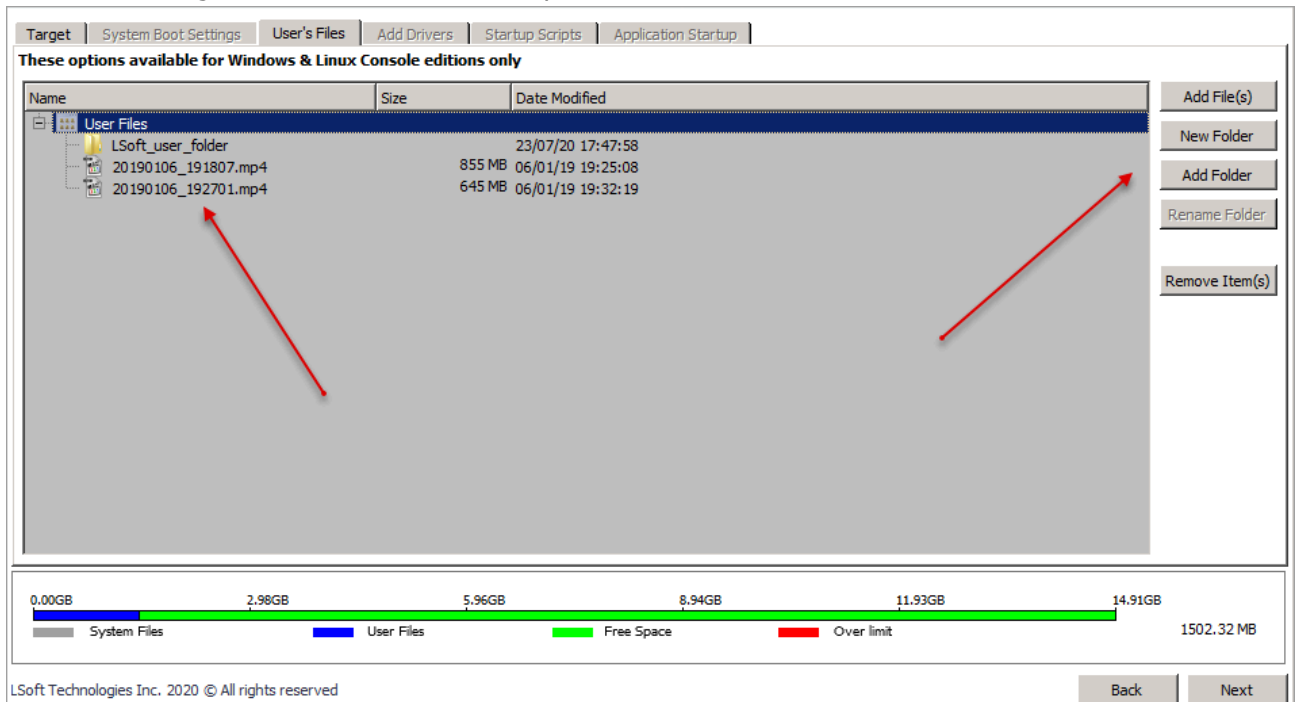 Target System Boot Settings User's Files Add Drivers Startup Scripts Application Startup
These options available for Windows & Linux Console editions only
Name Size Date Modified Add File(s)
User Files
New Folder
LSoft_user_folder 23/07/20 17:47:58
20190106_191807.mp4 855 MB 06/01/19 19:25:08 Add Folder
20190106_192701.mp4 645 MB 06/01/19 19:32:19
Rename Folder
Remove Item(s)
0.00GB 2.98GB 5.96GB 8.94GB 11.93GB 14.91GB
System Files User Files Free Space Over limit 1502.32 MB
LSoft Technologies Inc. 2020 © All rights reserved Back Next